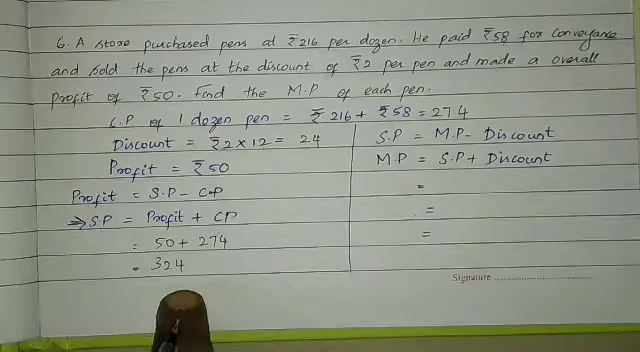 6. A store purchased pens at ₹216 per dozen. He paid ₹58 for conveyance
and sold the pens at the discount of ₹2 per pen and made a overall
profit of ₹50. Find the M.P of each pen.
C.P of 1 dozen pen = ₹216 + ₹58 = 274
Discount = ₹2 x 12 = 24
Profit = ₹50
Profit = S.P - C.P
⇒ S.P = Profit + CP
= 50 + 274
= 324
S.P = M.P - Discount
M.P = S.P + Discount
=
=
=
Signature